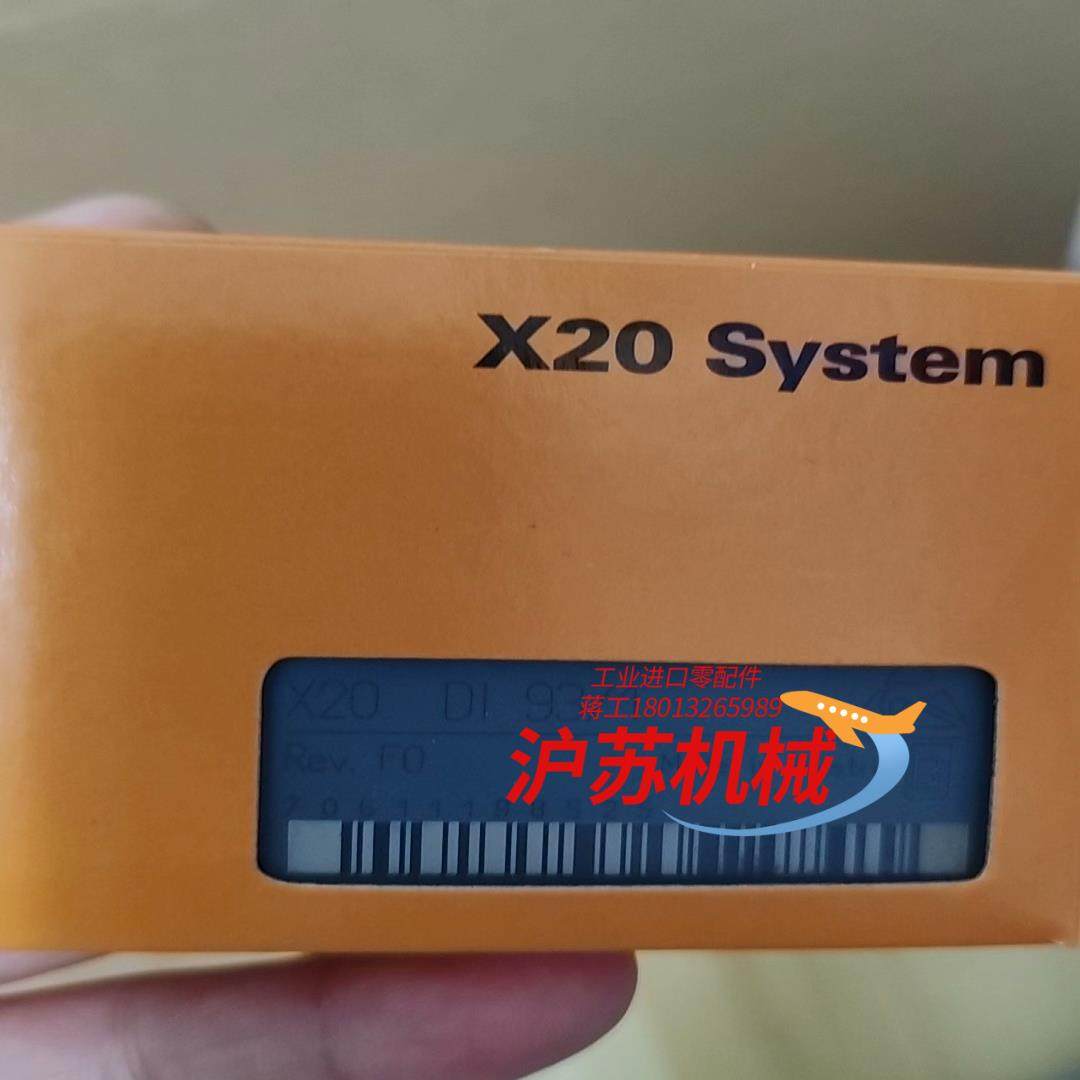 X20 System
工业进口零配件
X20 DI
蒋工18013265989
沪苏机械
Rev. F0